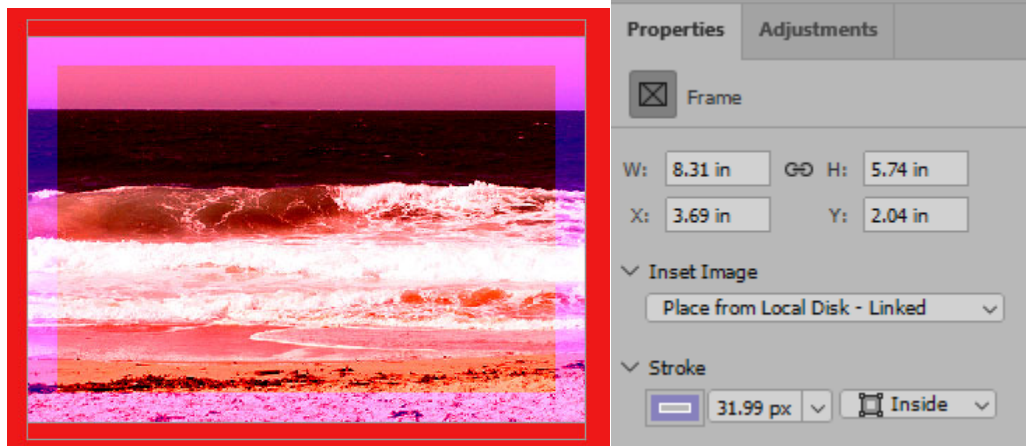 Properties Adjustments
Frame
W: 8.31 in H: 5.74 in
X: 3.69 in Y: 2.04 in
Inset Image
Place from Local Disk - Linked
Stroke
31.99 px Inside